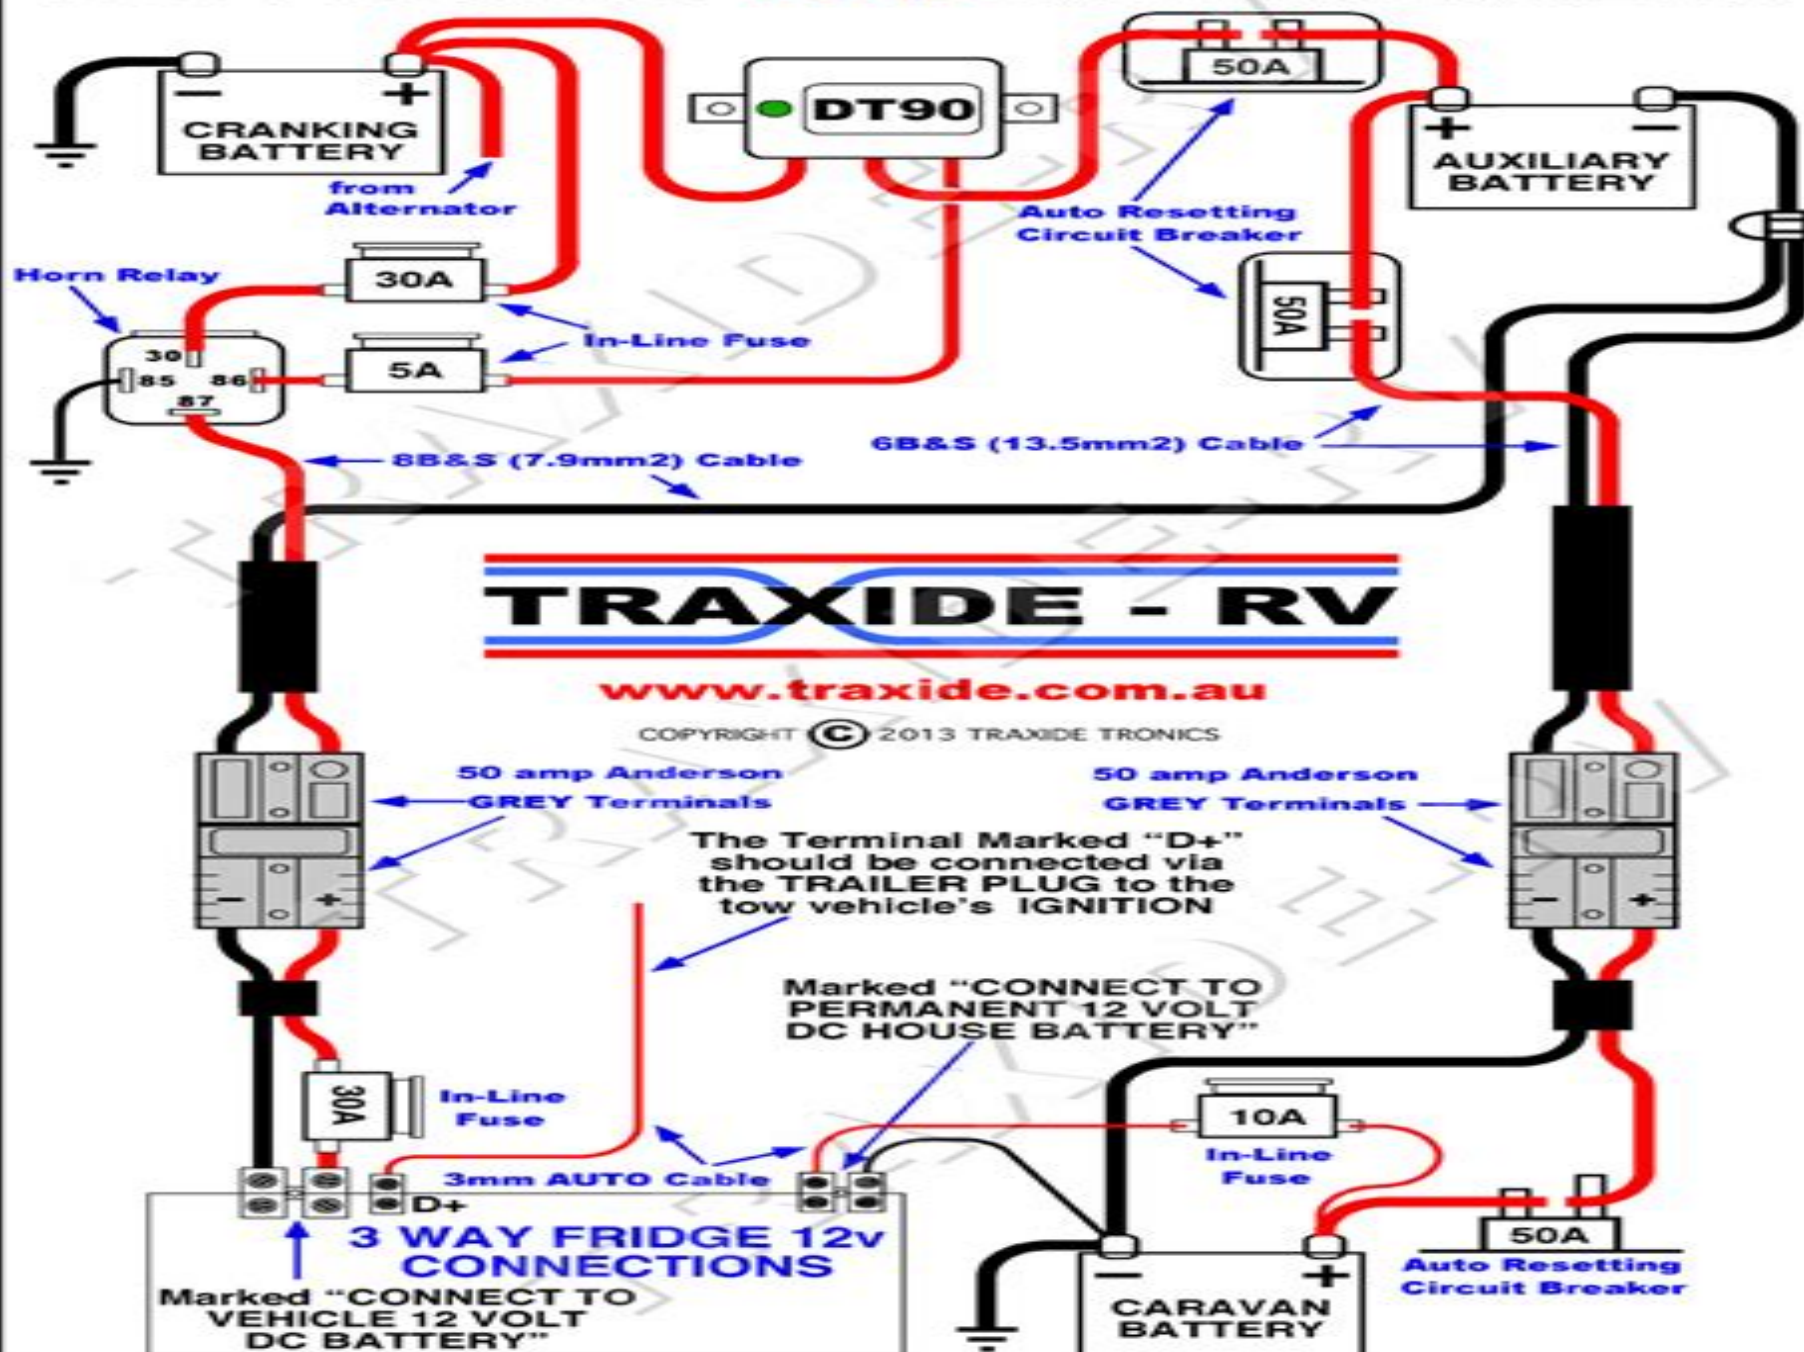 50A
DT90
− +
CRANKING
BATTERY
+ −
AUXILIARY
BATTERY
from
Alternator
Auto Resetting
Circuit Breaker
Horn Relay
30A
50A
In-Line Fuse
30
85 86
87
5A
6B&S (13.5mm2) Cable
8B&S (7.9mm2) Cable
TRAXIDE - RV
www.traxide.com.au
COPYRIGHT © 2013 TRAXIDE TRONICS
50 amp Anderson
GREY Terminals
50 amp Anderson
GREY Terminals
The Terminal Marked “D+”
should be connected via
the TRAILER PLUG to the
tow vehicle's IGNITION
− +
− +
Marked “CONNECT TO
PERMANENT 12 VOLT
DC HOUSE BATTERY”
30A
In-Line
Fuse
10A
In-Line
Fuse
3mm AUTO Cable
D+
3 WAY FRIDGE 12v
CONNECTIONS
50A
Auto Resetting
Circuit Breaker
Marked “CONNECT TO
VEHICLE 12 VOLT
DC BATTERY”
− +
CARAVAN
BATTERY